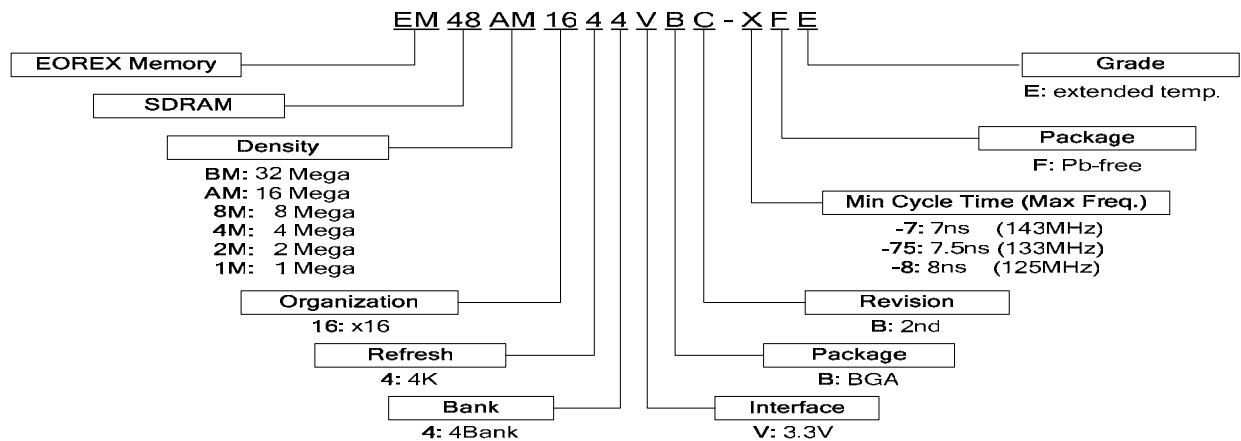 EM 48 AM 16 4 4 V B C - X F E
EOREX Memory
Grade
E: extended temp.
SDRAM
Density
BM: 32 Mega
AM: 16 Mega
8M: 8 Mega
4M: 4 Mega
2M: 2 Mega
1M: 1 Mega
Package
F: Pb-free
Min Cycle Time (Max Freq.)
-7: 7ns (143MHz)
-75: 7.5ns (133MHz)
-8: 8ns (125MHz)
Organization
16: x16
Revision
B: 2nd
Refresh
4: 4K
Package
B: BGA
Bank
4: 4Bank
Interface
V: 3.3V